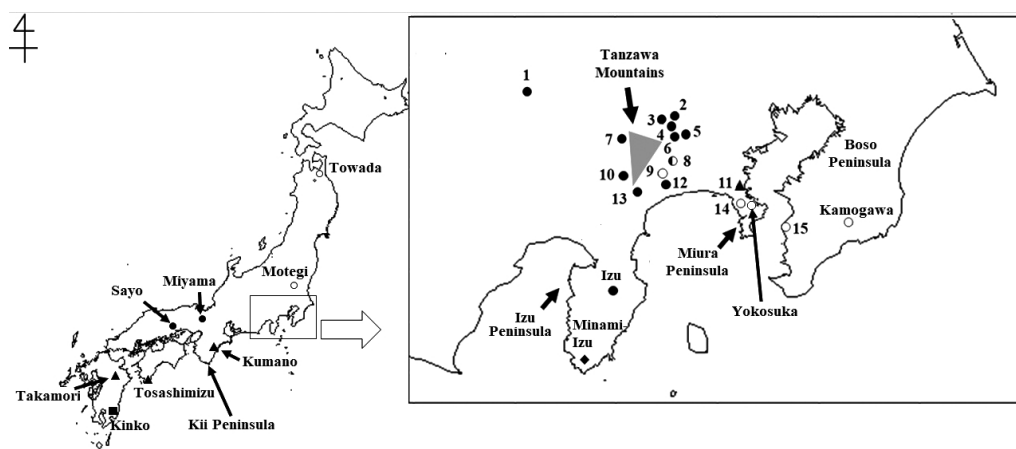 Towada
Motegi
Miyama
Sayo
Kumano
Takamori
Tosashimizu
Kinko
Kii Peninsula
Tanzawa
Mountains
1
2
3
4
5
6
7
8
9
10
11
12
13
14
15
Boso
Peninsula
Kamogawa
Miura
Peninsula
Yokosuka
Izu
Izu
Peninsula
Minami
Izu